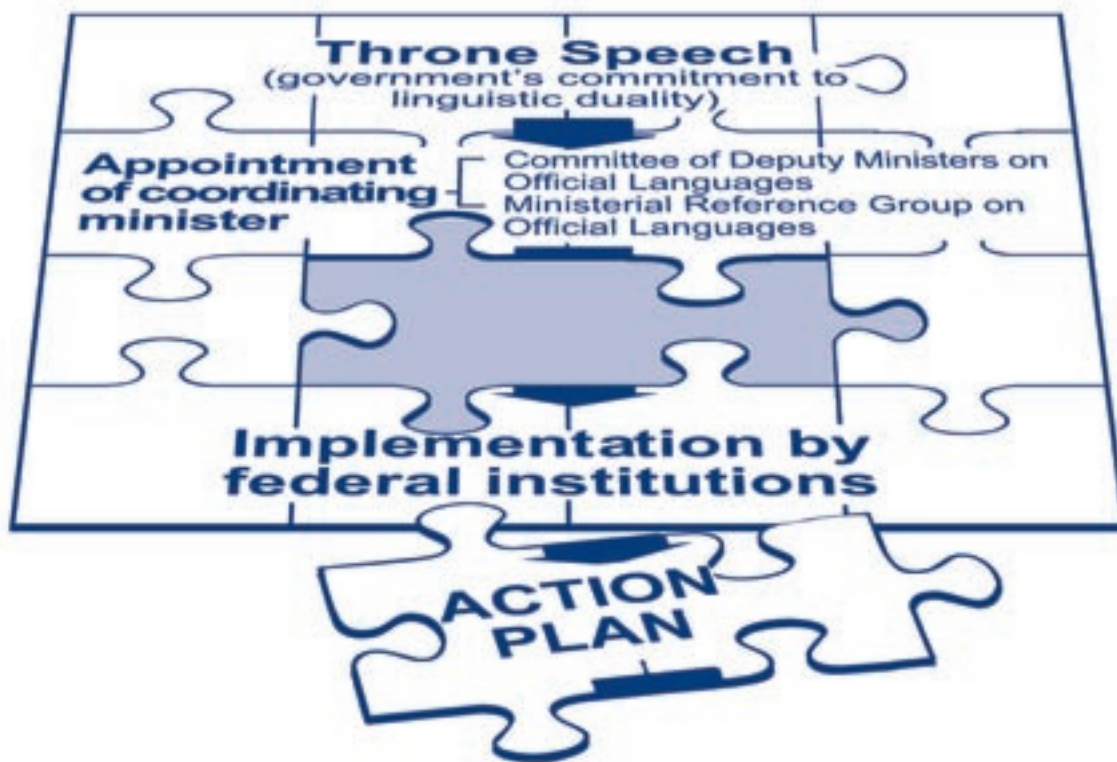 Throne Speech
(government's commitment to
linguistic duality)
Appointment
of coordinating
minister
Committee of Deputy Ministers on
Official Languages
Ministerial Reference Group on
Official Languages
Implementation by
federal institutions
ACTION
PLAN